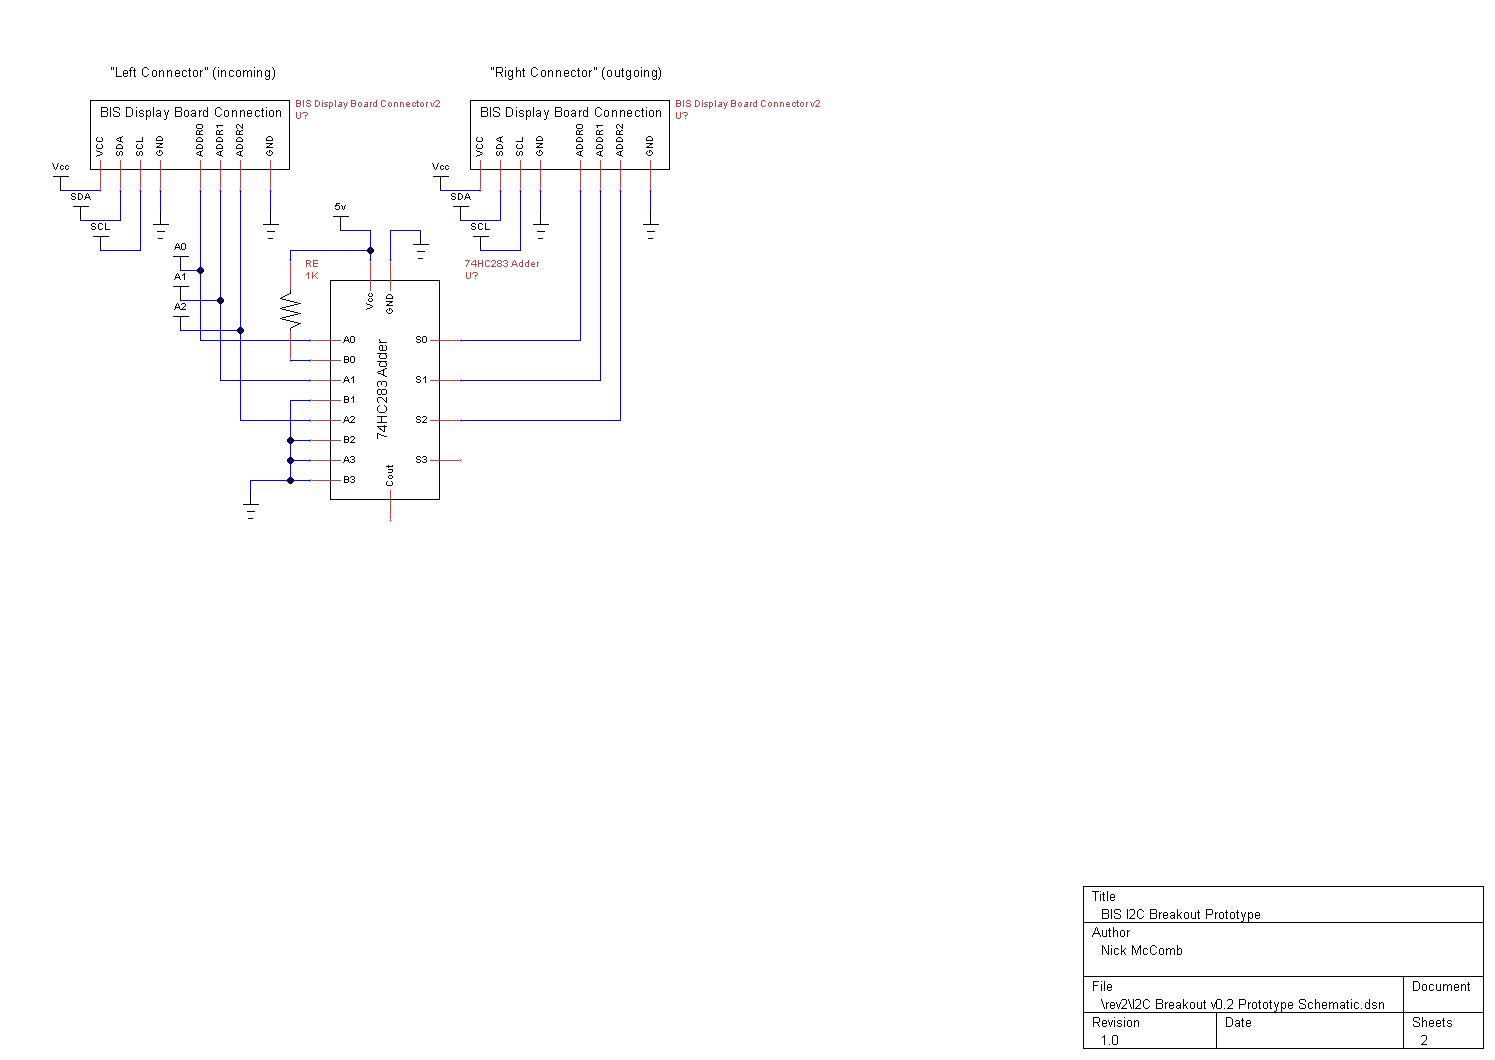 "Left Connector" (incoming)
"Right Connector" (outgoing)
BIS Display Board Connection
BIS Display Board Connector v2
U?
VCC
SDA
SCL
GND
ADDR0
ADDR1
ADDR2
GND
BIS Display Board Connection
BIS Display Board Connector v2
U?
VCC
SDA
SCL
GND
ADDR0
ADDR1
ADDR2
GND
Vcc
SDA
SCL
A0
A1
A2
5v
Vcc
SDA
SCL
RE
1K
74HC283 Adder
U?
Vcc
GND
A0
B0
A1
B1
A2
B2
A3
B3
74HC283 Adder
S0
S1
S2
S3
Cout
Title
BIS I2C Breakout Prototype
Author
Nick McComb
File
\rev2\I2C Breakout v0.2 Prototype Schematic.dsn
Document
Revision
1.0
Date
Sheets
2